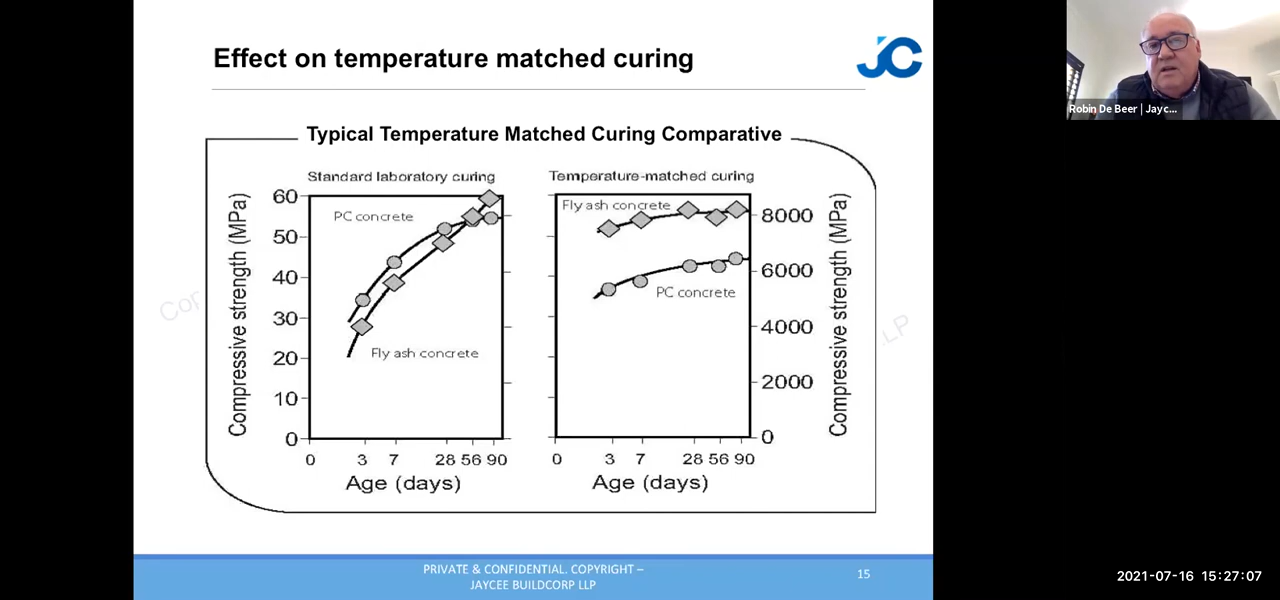 Effect on temperature matched curing
JC
Robin De Beer | Jayc...
Typical Temperature Matched Curing Comparative
Standard laboratory curing
Temperature-matched curing
Compressive strength (MPa)
60
50
40
30
20
10
0
PC concrete
Fly ash concrete
0 3 7 28 56 90
Age (days)
Fly ash concrete
PC concrete
8000
6000
4000
2000
0
Compressive strength (MPa)
0 3 7 28 56 90
Age (days)
PRIVATE & CONFIDENTIAL. COPYRIGHT –
JAYCEE BUILDCORP LLP
15
2021-07-16 15:27:07